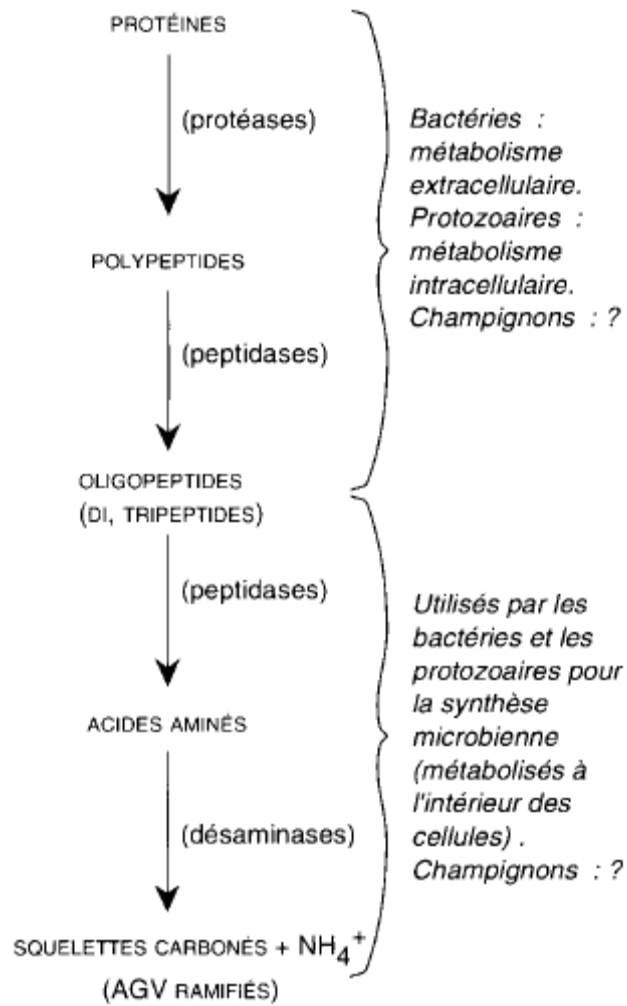 PROTÉINES
(protéases)
POLYPEPTIDES
(peptidases)
OLIGOPEPTIDES
(DI, TRIPEPTIDES)
(peptidases)
ACIDES AMINÉS
(désaminases)
SQUELETTES CARBONÉS + NH4+
(AGV RAMIFIÉS)
Bactéries :
métabolisme
extracellulaire.
Protozoaires :
métabolisme
intracellulaire.
Champignons : ?
Utilisés par les
bactéries et les
protozoaires pour
la synthèse
microbienne
(métabolisés à
l'intérieur des
cellules) .
Champignons : ?